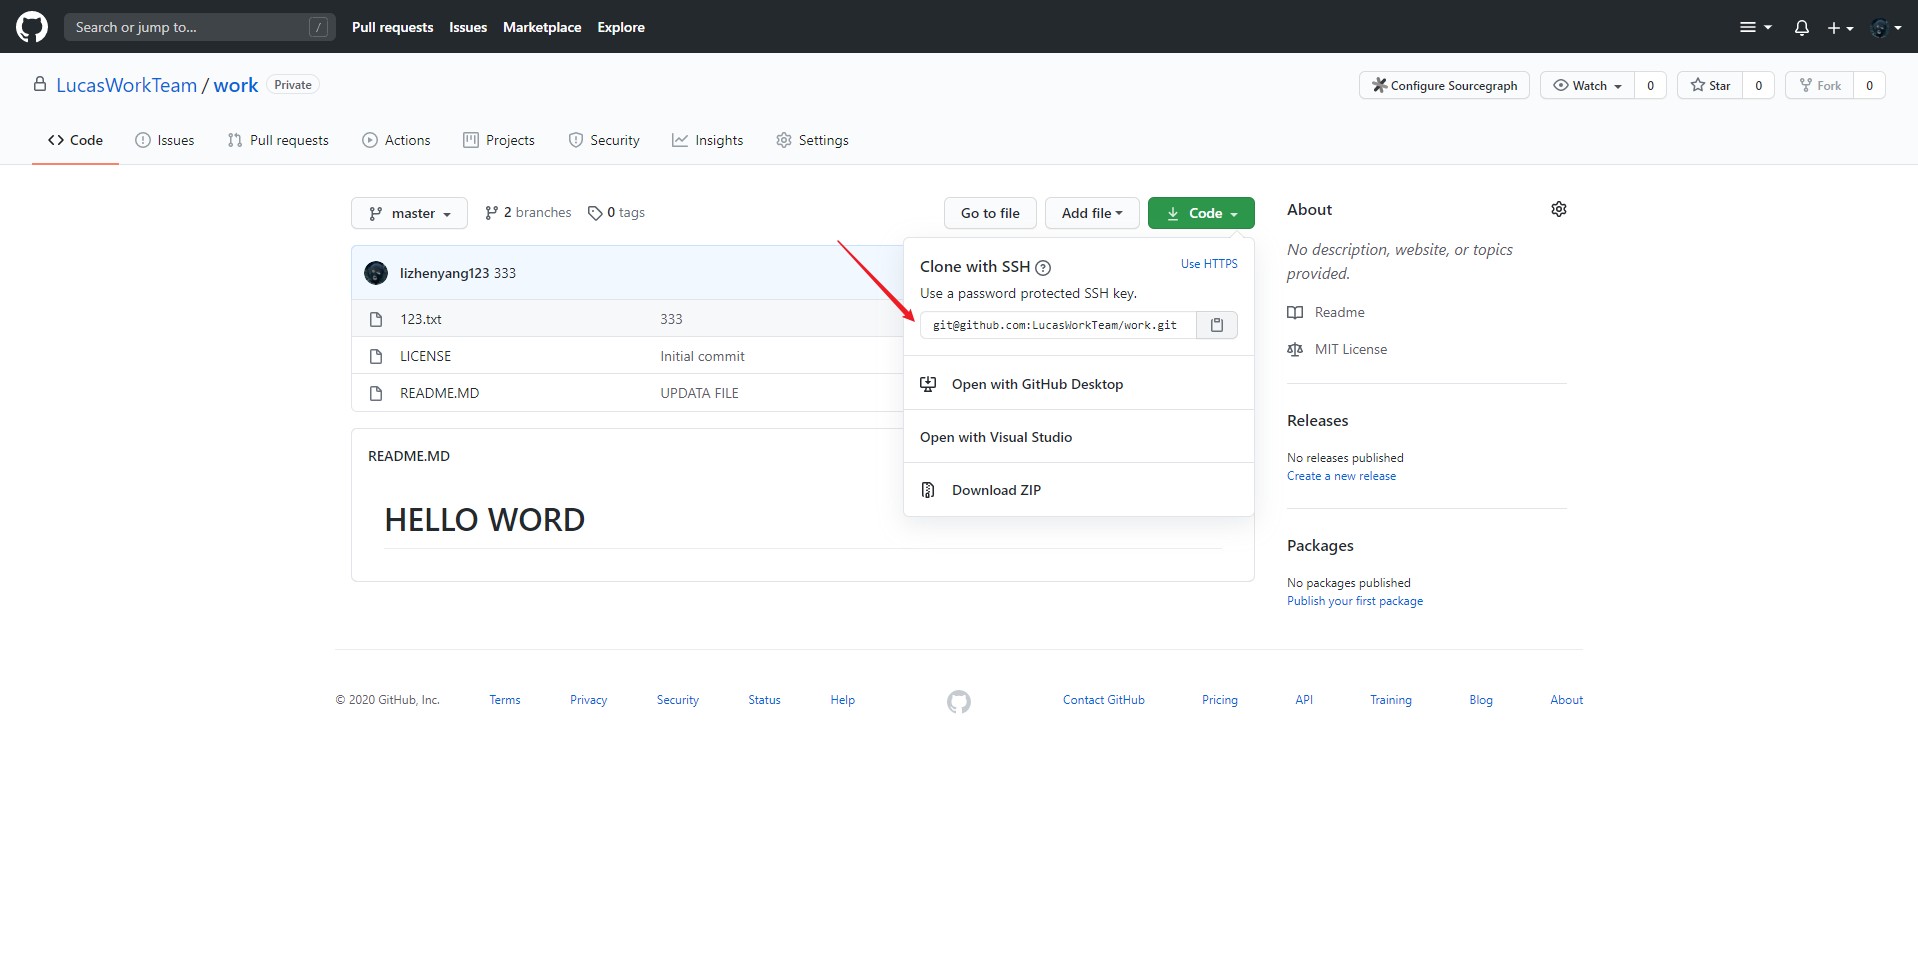 Search or jump to... /
Pull requests Issues Marketplace Explore
LucasWorkTeam / work Private
Configure Sourcegraph Watch 0 Star 0 Fork 0
Code Issues Pull requests Actions Projects Security Insights Settings
master 2 branches 0 tags Go to file Add file Code
lizhenyang123 333
123.txt 333
LICENSE Initial commit
README.MD UPDATA FILE
Clone with SSH ? Use HTTPS
Use a password protected SSH key.
git@github.com:LucasWorkTeam/work.git
Open with GitHub Desktop
Open with Visual Studio
Download ZIP
README.MD
HELLO WORD
About
No description, website, or topics
provided.
Readme
MIT License
Releases
No releases published
Create a new release
Packages
No packages published
Publish your first package
© 2020 GitHub, Inc. Terms Privacy Security Status Help Contact GitHub Pricing API Training Blog About